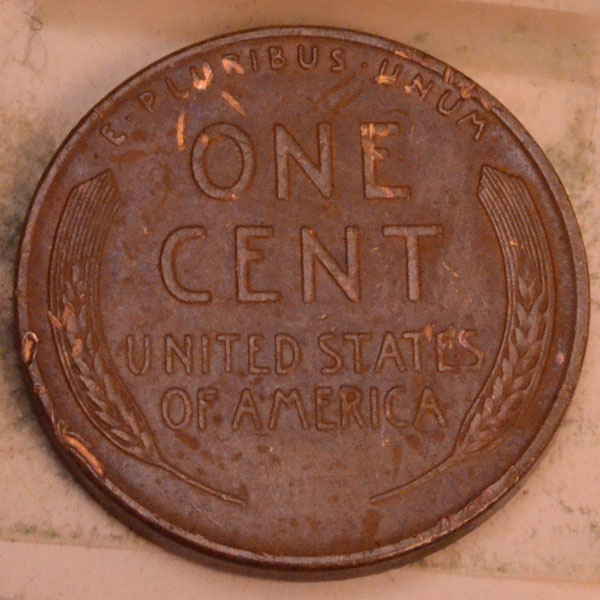 E·PLURIBUS·UNUM
ONE
CENT
UNITED STATES
OF AMERICA